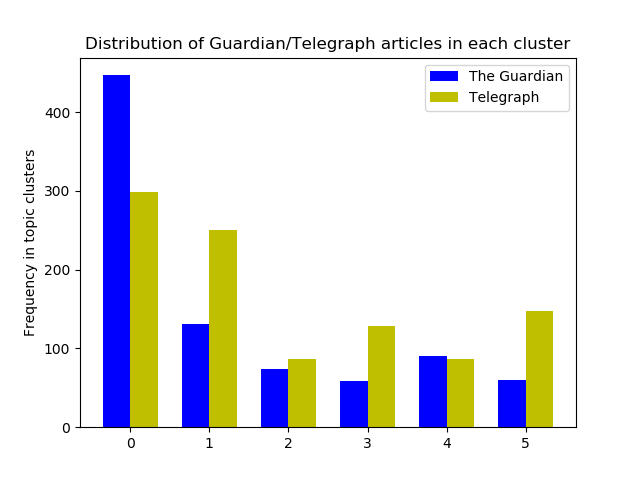 Distribution of Guardian/Telegraph articles in each cluster
The Guardian
Telegraph
Frequency in topic clusters
400
300
200
100
0
0 1 2 3 4 5